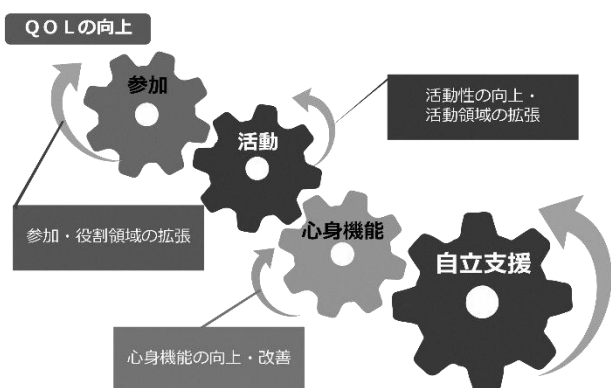 QOLの向上
参加
活動
活動性の向上・
活動領域の拡張
参加・役割領域の拡張
心身機能
自立支援
心身機能の向上・改善